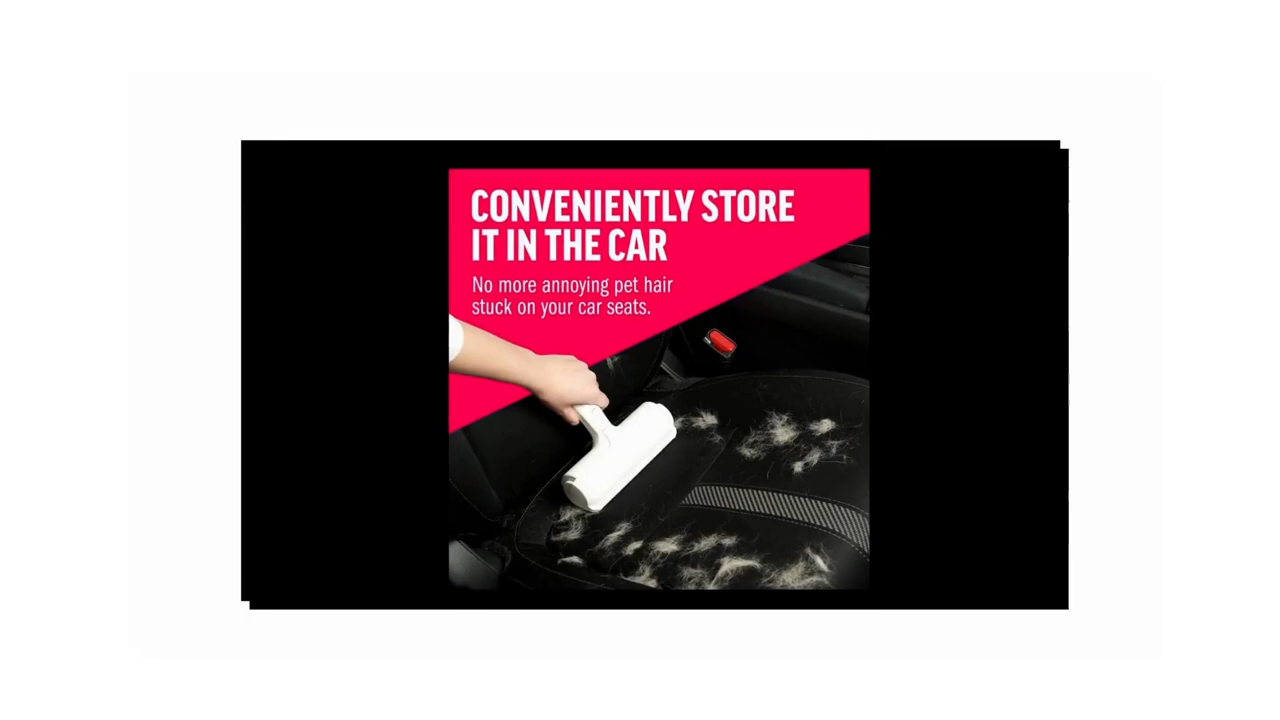 CONVENIENTLY STORE
IT IN THE CAR
No more annoying pet hair
stuck on your car seats.